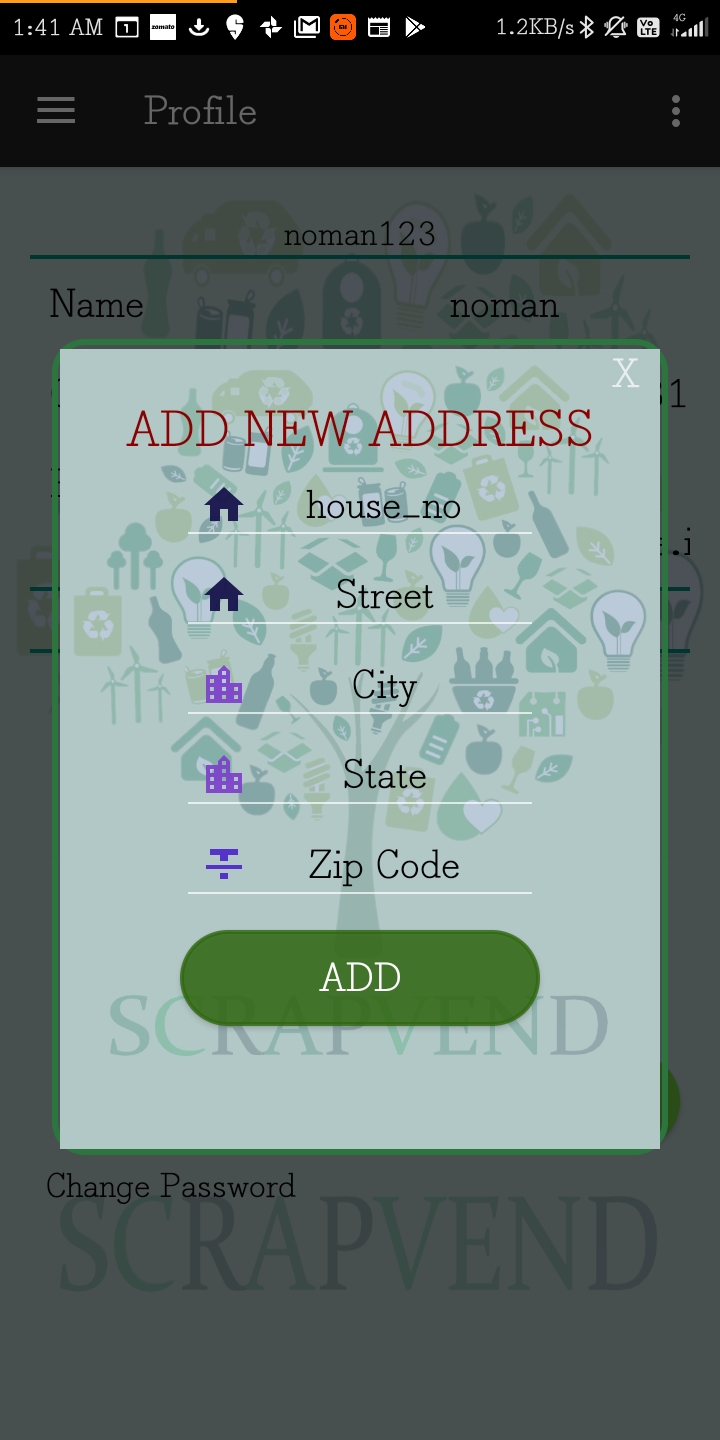 1:41 AM 1 zomato 1.2KB/s Vo LTE 4G
Profile
noman123
Name noman
31
X
ADD NEW ADDRESS
house_no
.i
Street
City
State
Zip Code
ADD
SCRAPVEND
Change Password
SCRAPVEND